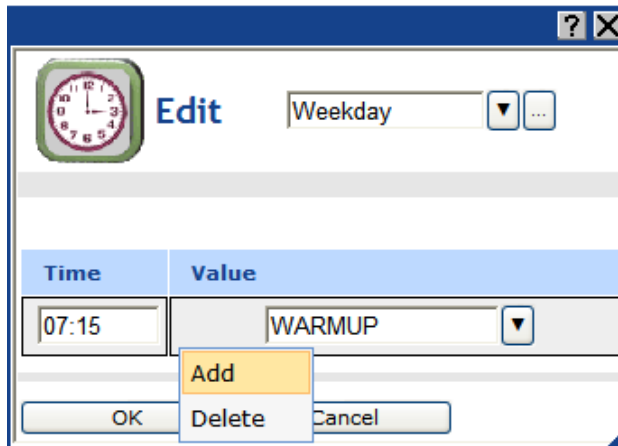 ?
Edit Weekday ...
Time Value
07:15 WARMUP
Add
OK Delete Cancel